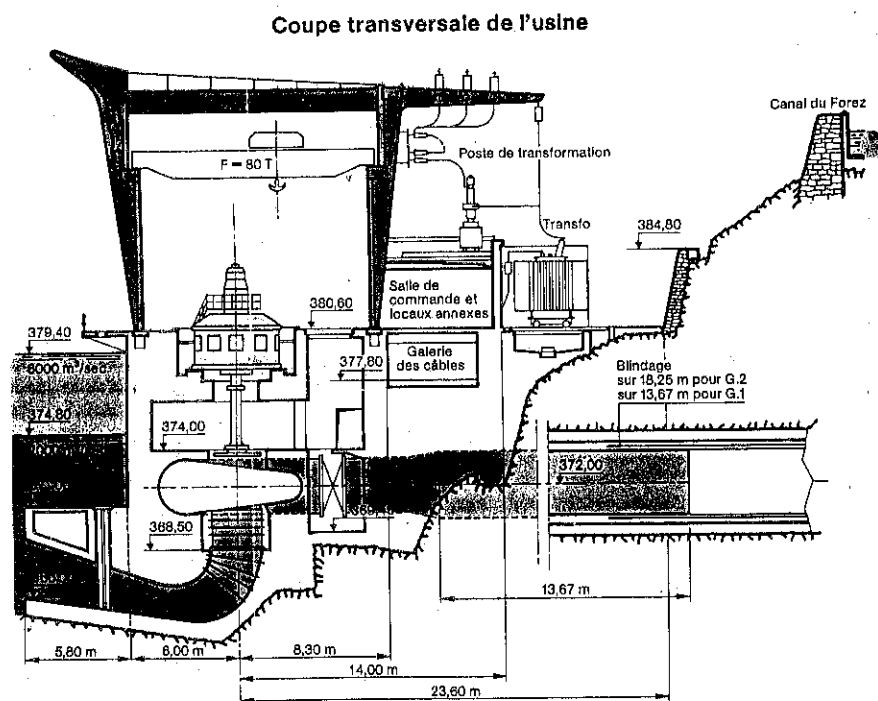 Coupe transversale de l'usine
Canal du Forez
F = 80 T
Poste de transformation
Transfo
384,80
Salle de
commande et
locaux annexes
380,60
379,40
6000 m³/sec.
377,80
Galerie
des câbles
Blindage
sur 18,25 m pour G.2
sur 13,67 m pour G.1
374,80
374,00
372,00
368,50
13,67 m
5,80 m
6,00 m
8,30 m
14,00 m
23,60 m